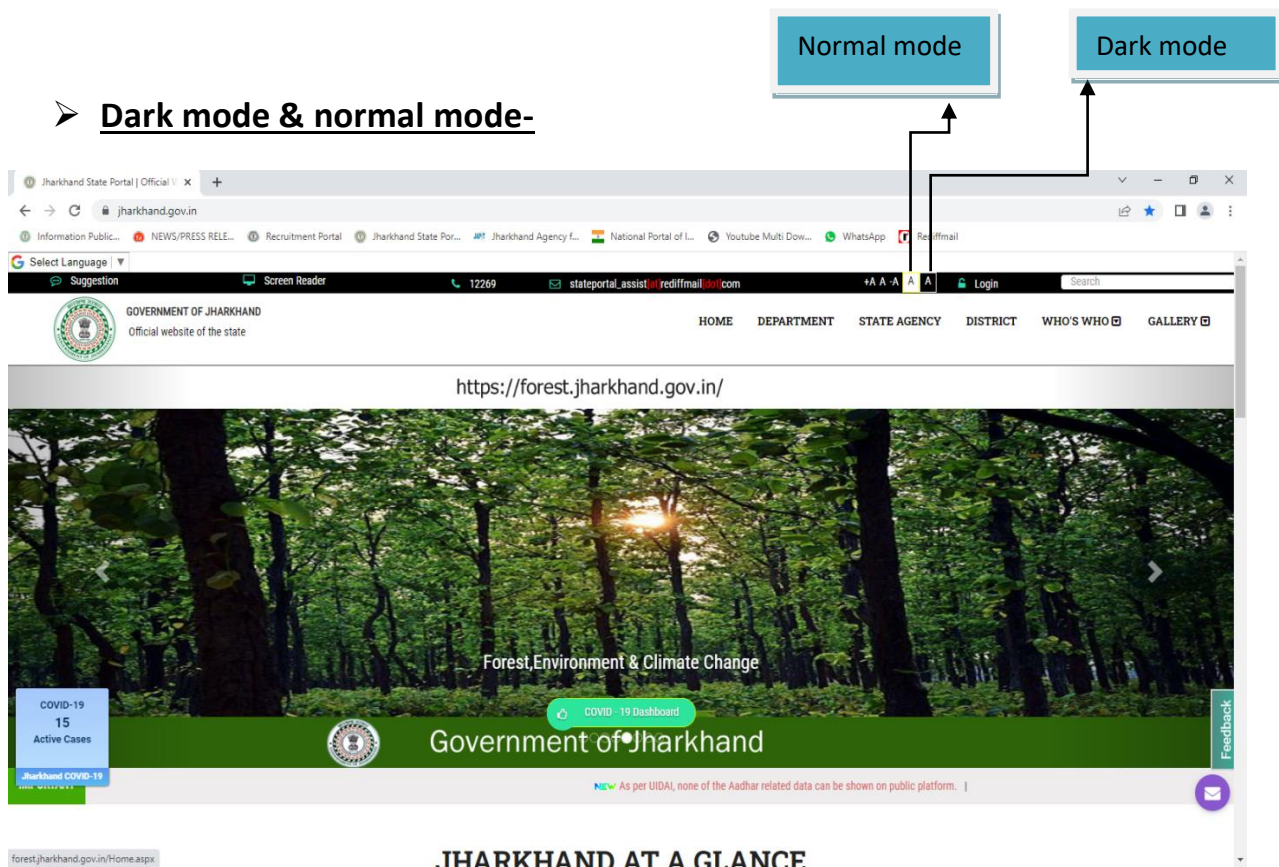 Normal mode
Dark mode
➢ Dark mode & normal mode-
Jharkhand State Portal | Official
jharkhand.gov.in
Information Public... NEWS/PRESS RELE... Recruitment Portal Jharkhand State Por... Jharkhand Agency f... National Portal of I... Youtube Multi Dow... WhatsApp Rediffmail
Select Language ▼
Suggestion Screen Reader 12269 stateportal_assist[at]rediffmail[dot]com +A A -A A A Login Search
GOVERNMENT OF JHARKHAND
Official website of the state
HOME DEPARTMENT STATE AGENCY DISTRICT WHO'S WHO GALLERY
https://forest.jharkhand.gov.in/
Forest,Environment & Climate Change
COVID-19
15
Active Cases
Jharkhand COVID-19
COVID - 19 Dashboard
Government of Jharkhand
Feedback
NEW As per UIDAI, none of the Aadhar related data can be shown on public platform. |
JHARKHAND AT A GLANCE
forest.jharkhand.gov.in/Home.aspx